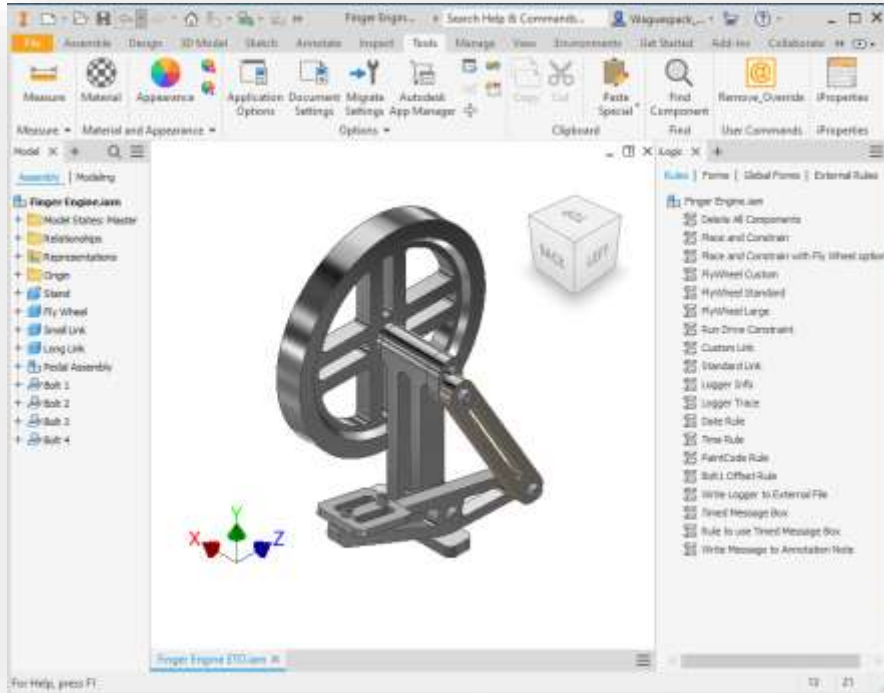 Finger Engin... Search Help & Commands... Waguespack,...
File Assemble Design 3D Model Sketch Annotate Inspect Tools Manage View Environments Get Started Add-Ins Collaborate
Measure Material Appearance Application Options Document Settings Migrate Settings Autodesk App Manager Copy Cut Paste Special Find Component Remove_Override iProperties
Measure Material and Appearance Options Clipboard Find User Commands iProperties
Model
Assembly | Modeling
Finger Engine.iam
Model States: Master
Relationships
Representations
Origin
Stand
Fly Wheel
Small Link
Long Link
Pedal Assembly
Bolt 1
Bolt 2
Bolt 3
Bolt 4
BACK
LEFT
X
Y
Z
Finger Engine ETO.iam
iLogic
Rules | Forms | Global Forms | External Rules
Finger Engine.iam
Delete All Components
Place and Constrain
Place and Constrain with Fly Wheel option
FlyWheel Custom
FlyWheel Standard
FlyWheel Large
Run Drive Constraint
Custom Link
Standard Link
Logger Info
Logger Trace
Date Rule
Time Rule
PaintCode Rule
Bolt1 Offset Rule
Write Logger to External File
Timed Message Box
Rule to use Timed Message Box
Write Message to Annotation Note
For Help, press F1
13 21